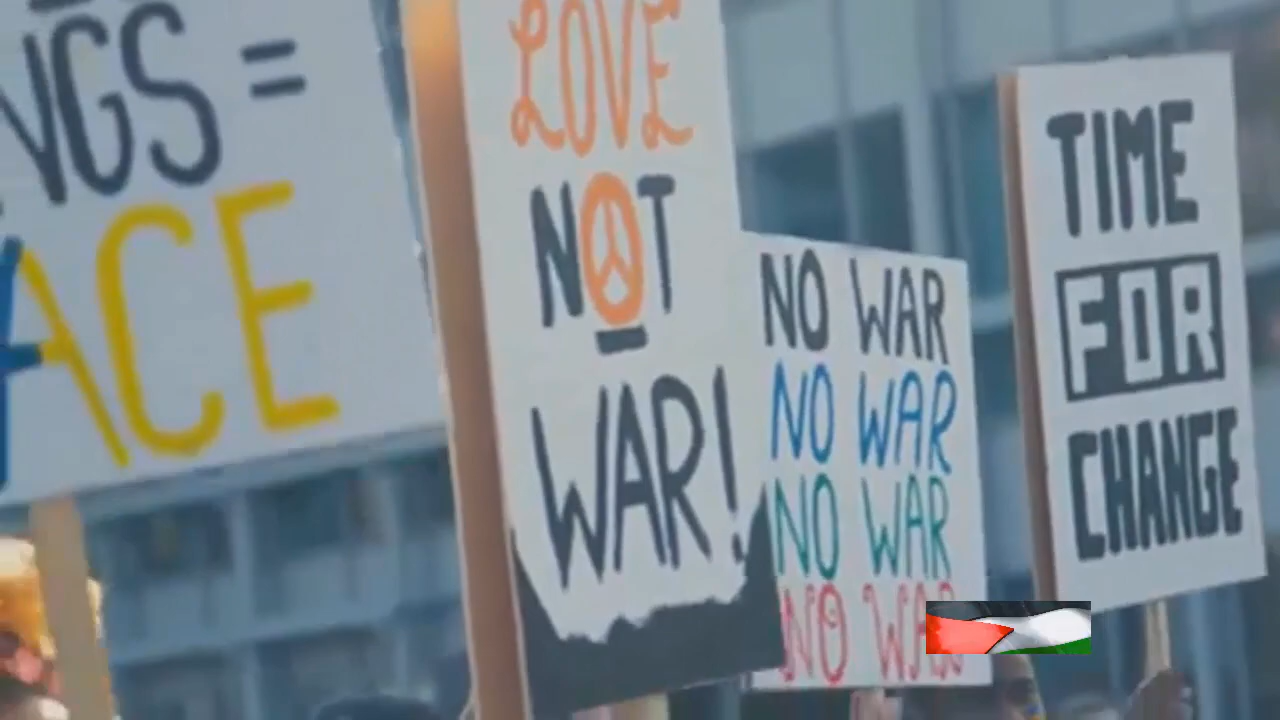 NGS =
ACE
LOVE
NOT
WAR!
NO WAR
NO WAR
NO WAR
NO WAR
TIME
FOR
CHANGE